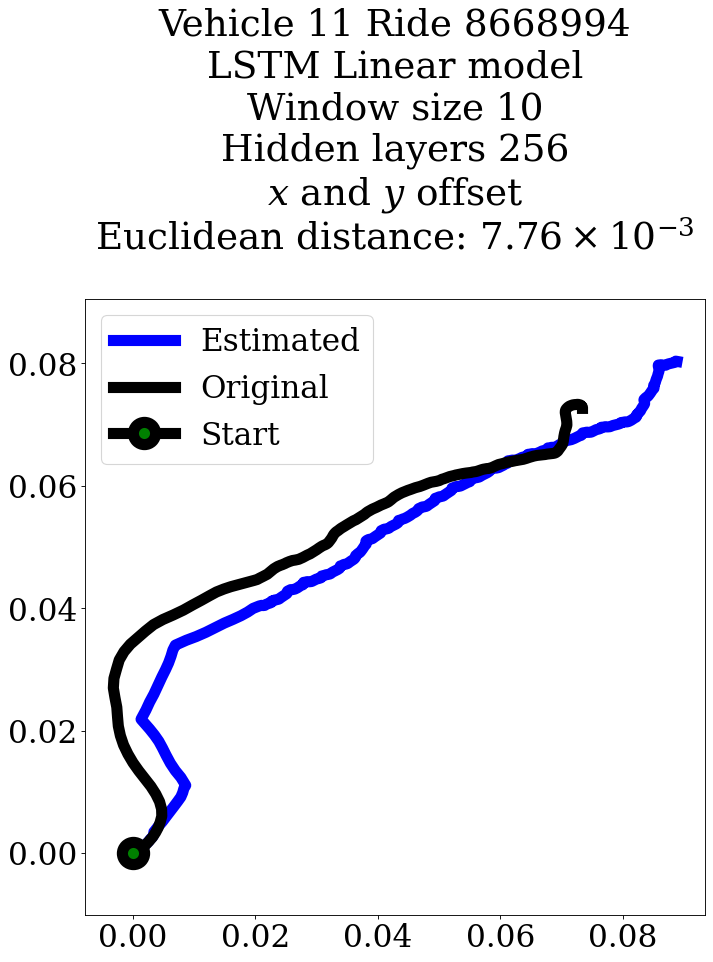 Vehicle 11 Ride 8668994
LSTM Linear model
Window size 10
Hidden layers 256
x and y offset
Euclidean distance: 7.76 × 10⁻³
Estimated
Original
Start
0.08
0.06
0.04
0.02
0.00
0.00 0.02 0.04 0.06 0.08